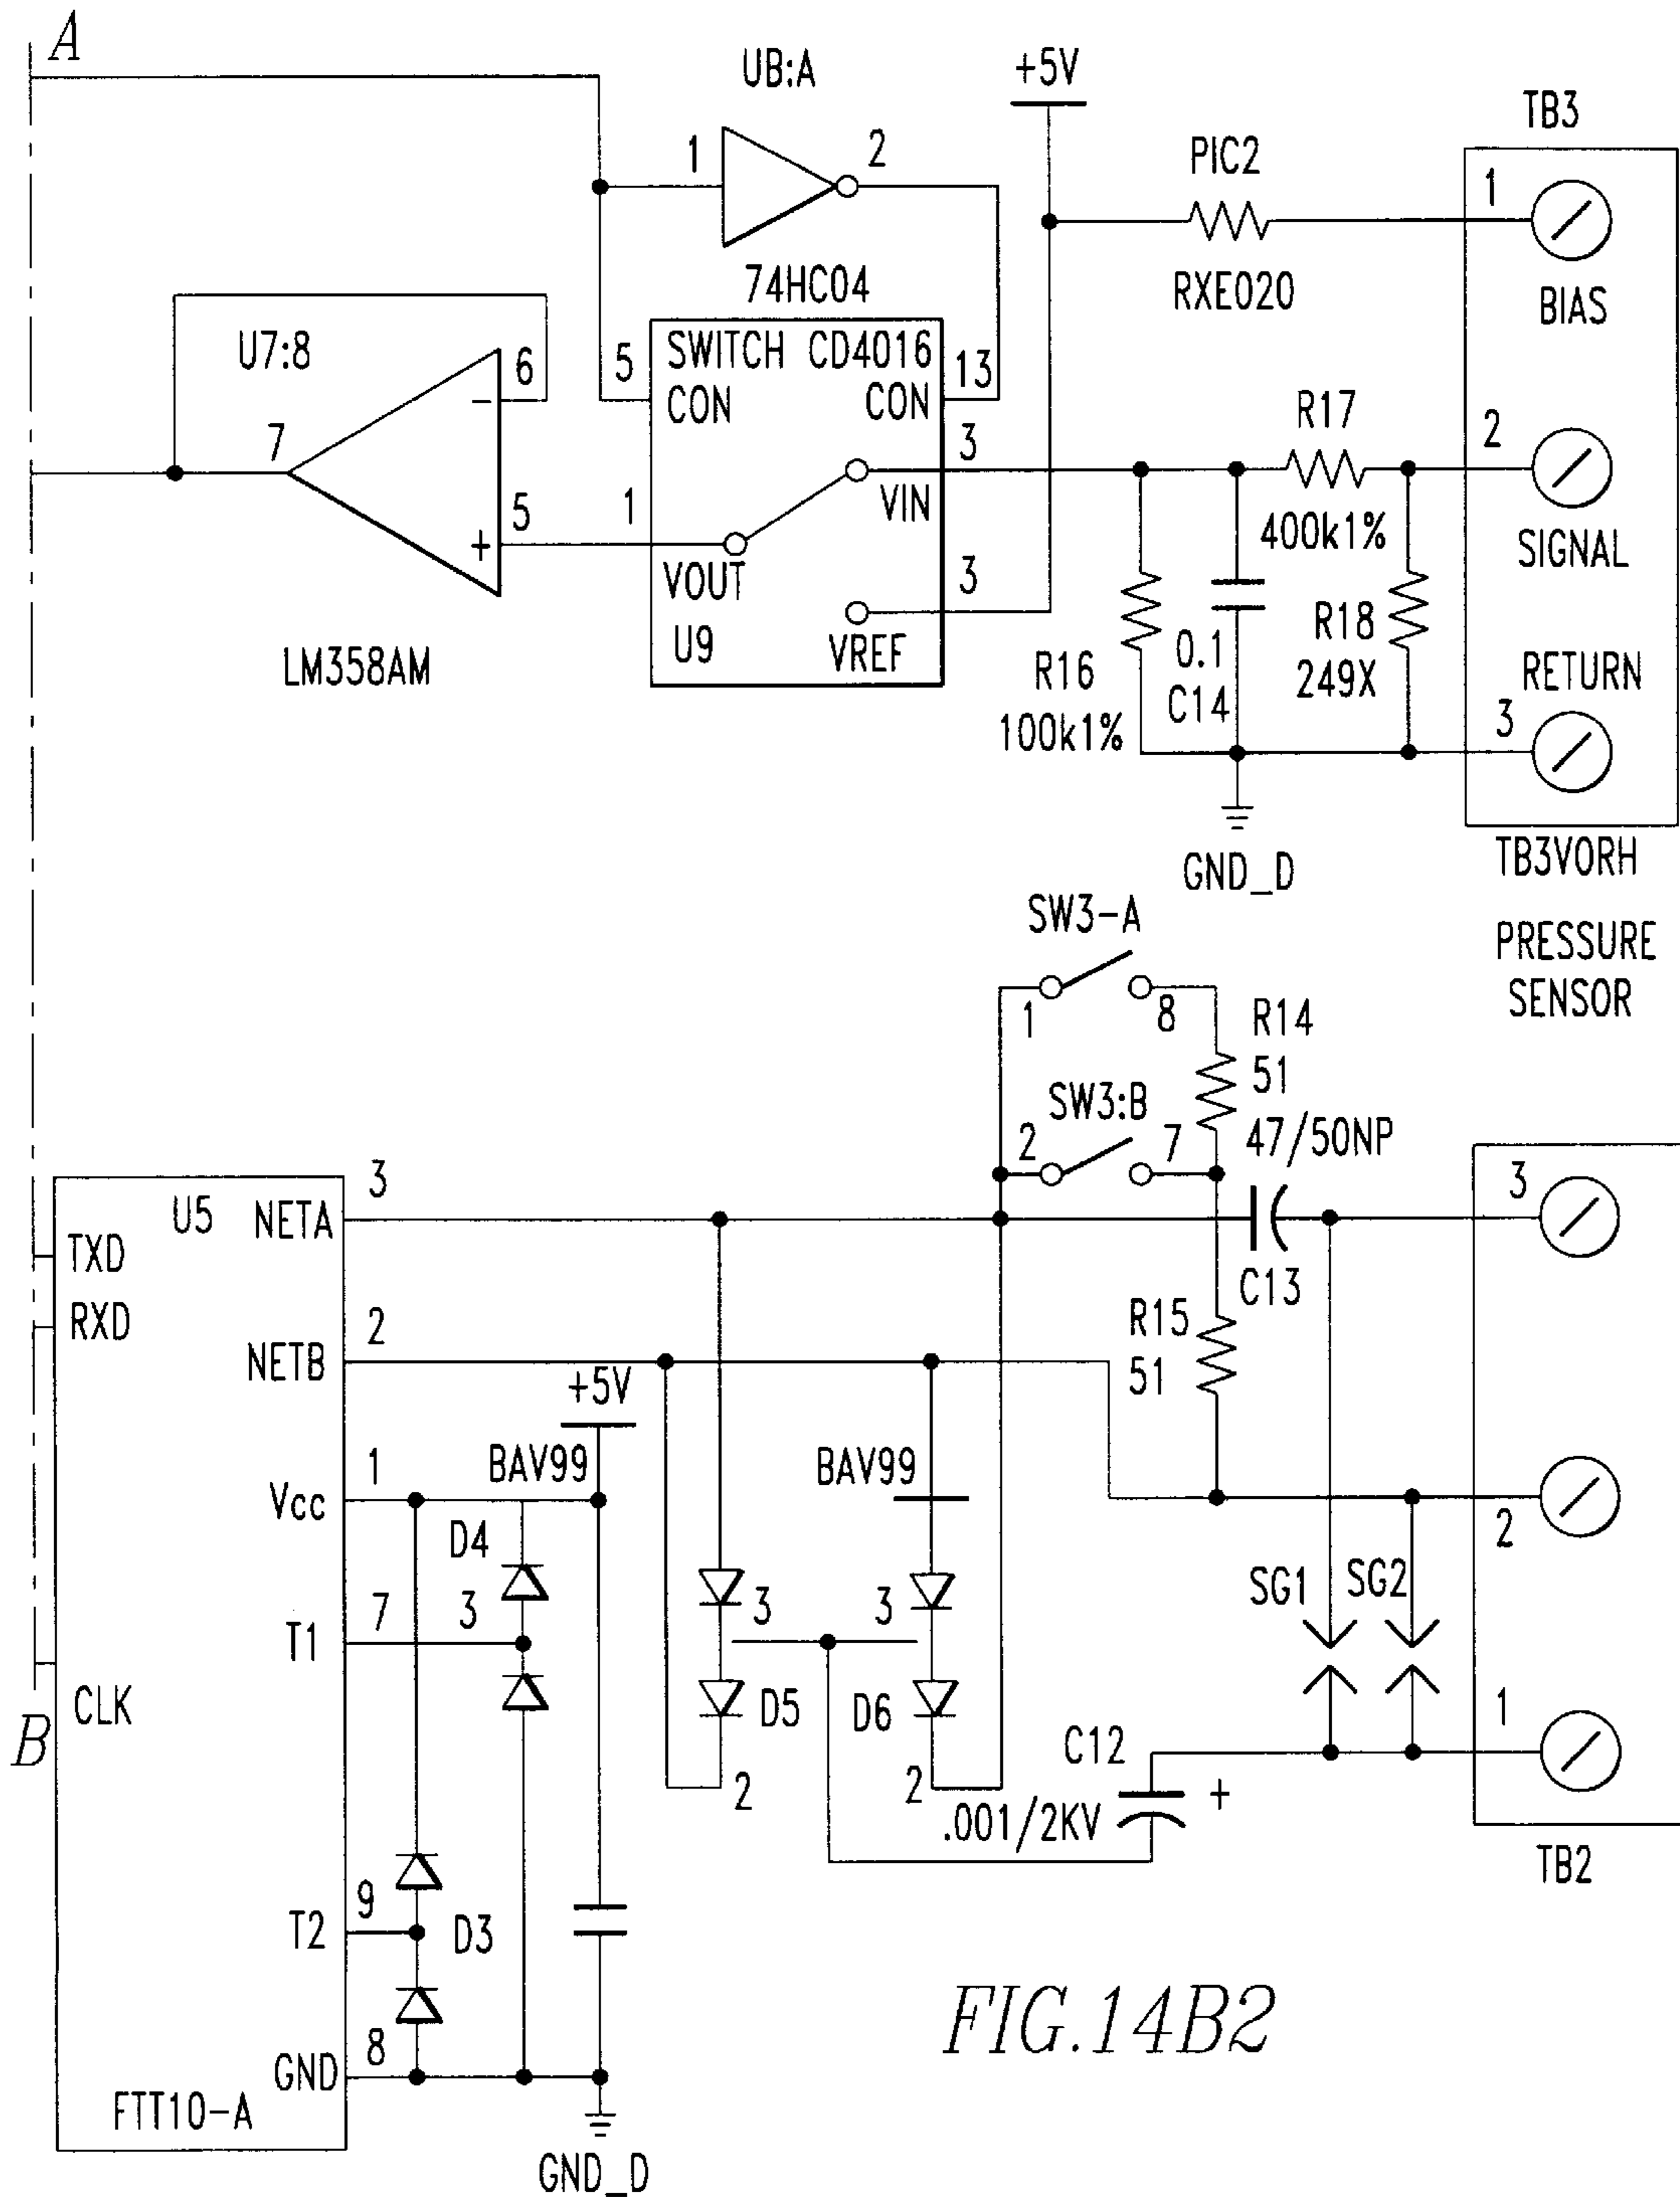 A
UB:A
+5V
TB3
1
2
PIC2
1
74HC04
RXE020
BIAS
U7:8
6
5
SWITCH CD4016
13
CON
CON
-
R17
2
7
3
VIN
400k1%
SIGNAL
5
1
+
VOUT
3
R18
249X
0.1
C14
U9
VREF
LM358AM
R16
100k1%
RETURN
3
GND_D
TB3VORH
SW3-A
PRESSURE
SENSOR
1
8
R14
51
SW3:B
2
7
47/50NP
3
U5
NETA
3
TXD
C13
RXD
2
R15
51
NETB
+5V
1
BAV99
BAV99
Vcc
2
D4
SG1
SG2
7
3
3
3
T1
1
CLK
D5
D6
C12
B
2
2
+
.001/2KV
TB2
9
T2
D3
FIG.14B2
8
GND
FTT10-A
GND_D